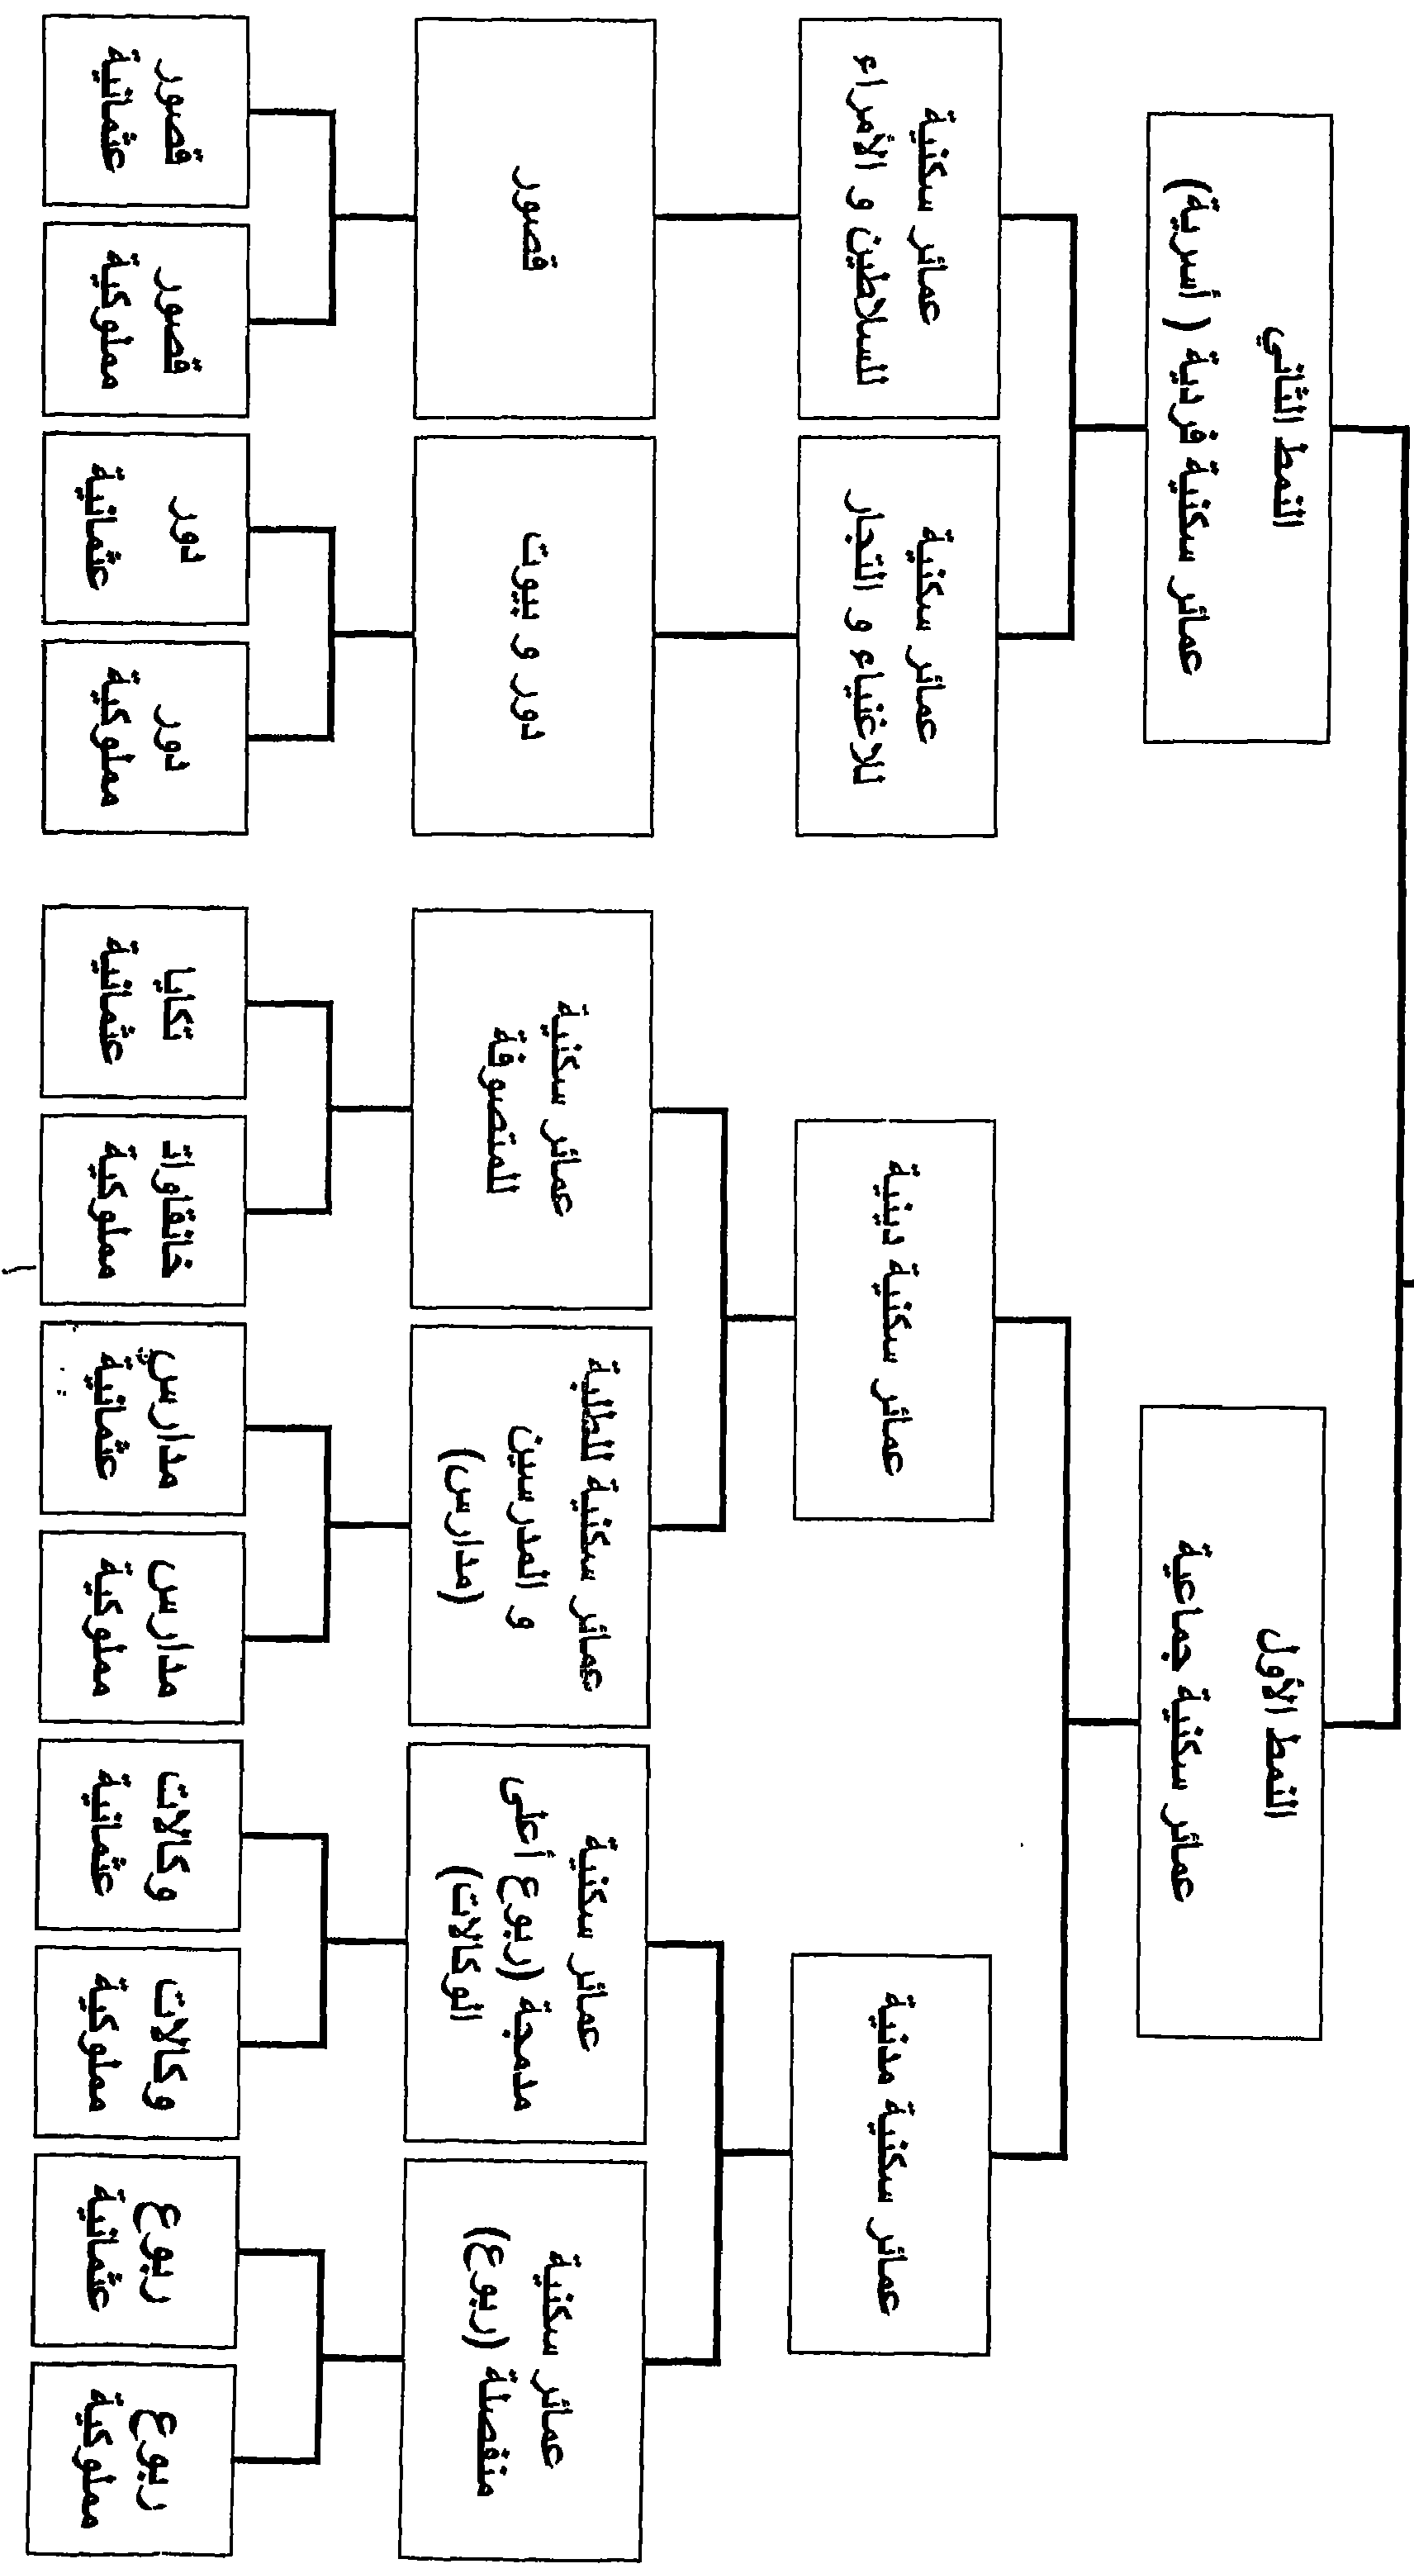 النمط الأول
عمائر سكنية جماعية
النمط الثاني
عمائر سكنية فردية ( أسرية)
عمائر سكنية مدنية
عمائر سكنية دينية
عمائر سكنية
للاغنياء و التجار
عمائر سكنية
للسلاطين و الأمراء
عمائر سكنية
منفصلة (ربوع)
عمائر سكنية
مدمجة (ربوع أعلى
الوكالات)
عمائر سكنية للطلبة
و المدرسين
(مدارس)
عمائر سكنية
للمتصوفة
دور و بيوت
قصور
ربوع
مملوكية
ربوع
عثمانية
وكالات
مملوكية
وكالات
عثمانية
مدارس
مملوكية
مدارس
عثمانية
خانقاوات
مملوكية
تكايا
عثمانية
دور
مملوكية
دور
عثمانية
قصور
مملوكية
قصور
عثمانية